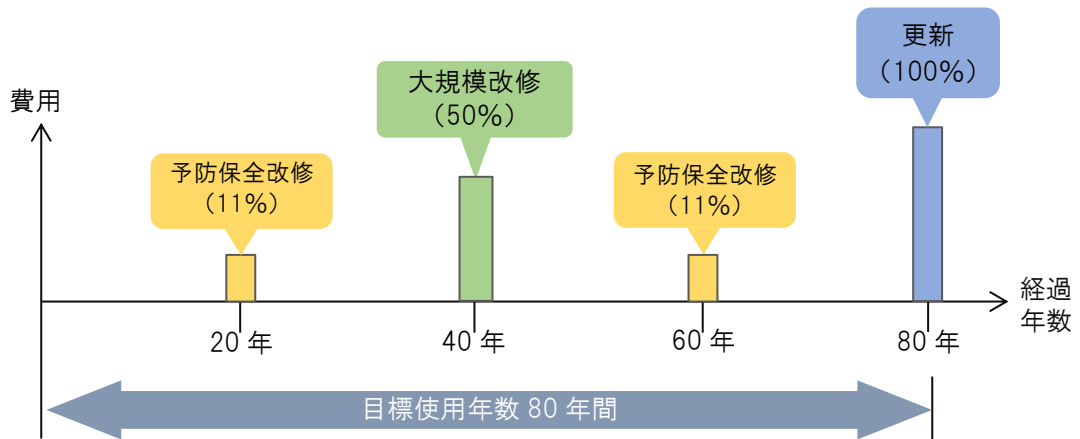 費用
予防保全改修
(11%)
大規模改修
(50%)
予防保全改修
(11%)
更新
(100%)
20 年
40 年
60 年
80 年
経過
年数
目標使用年数 80 年間